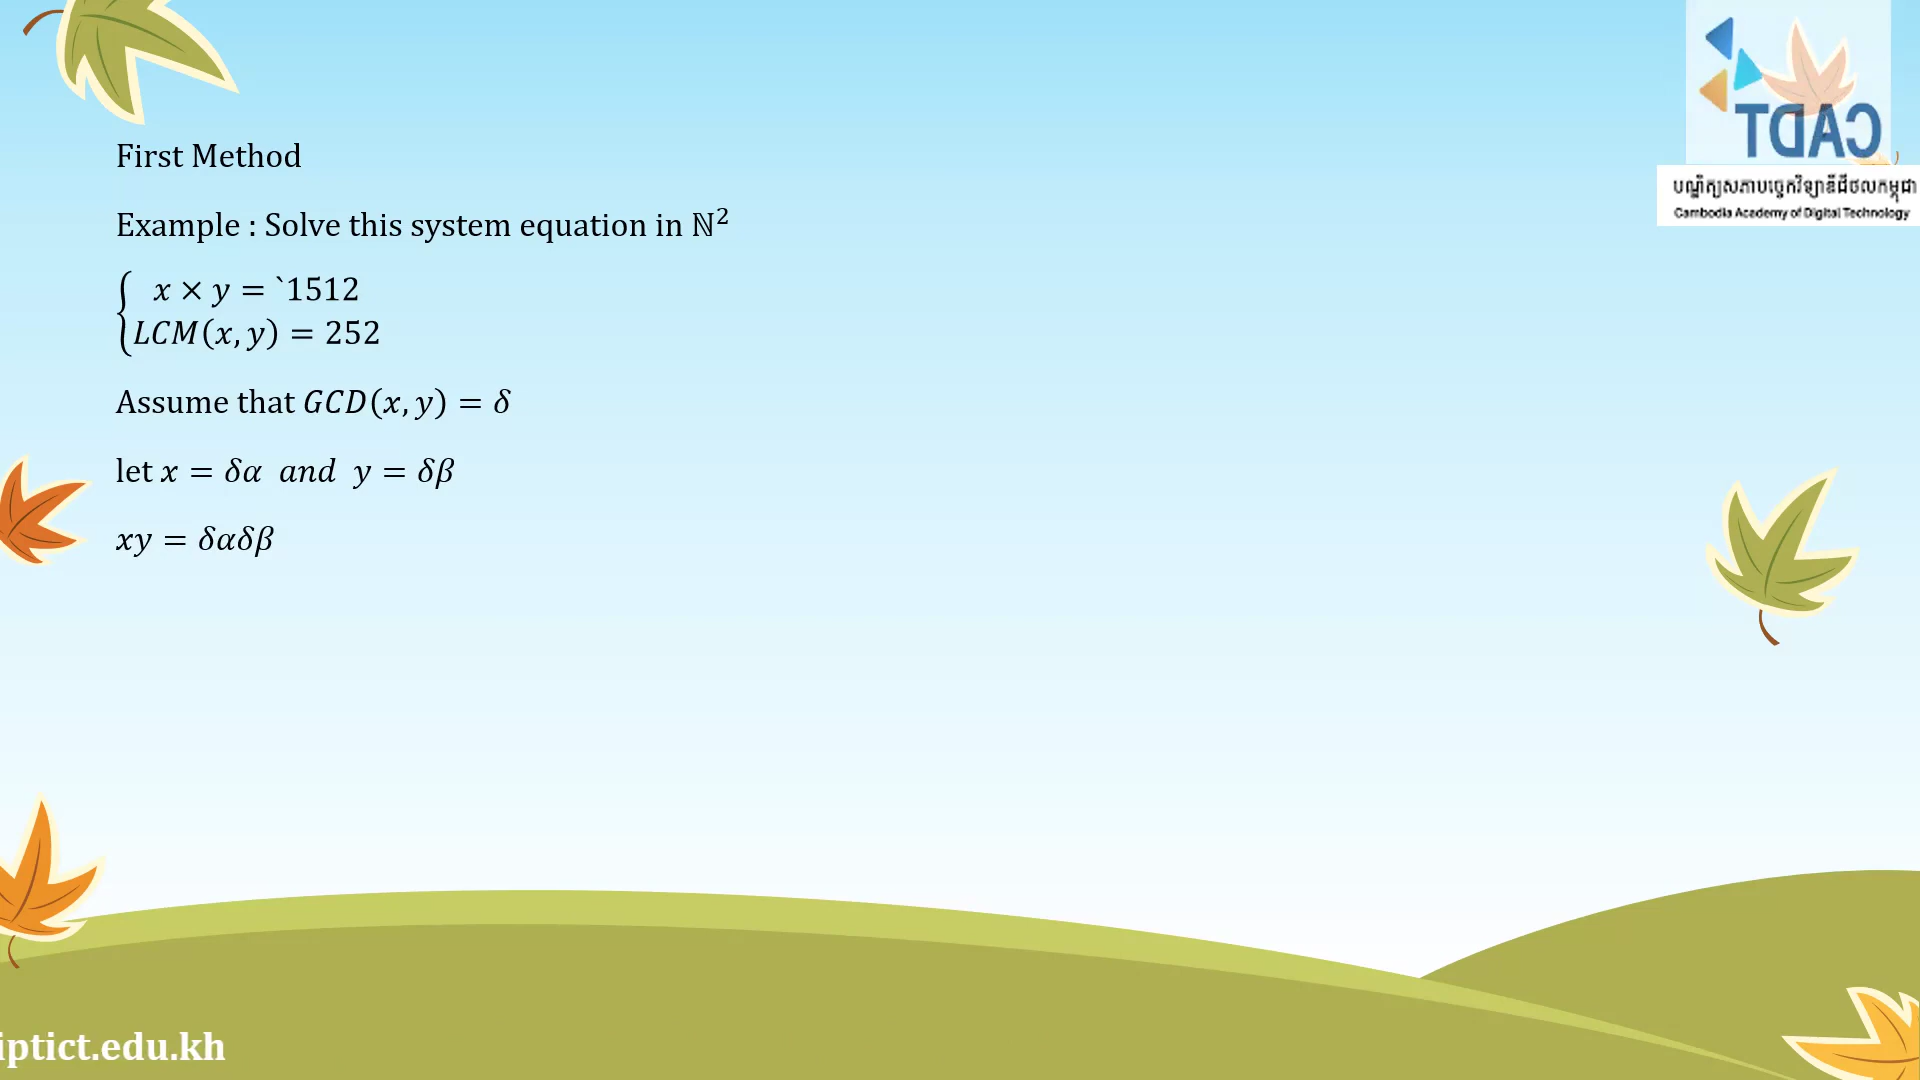 First Method
Example : Solve this system equation in ℕ²
x × y = `1512
LCM(x, y) = 252
Assume that GCD(x, y) = δ
let x = δα and y = δβ
xy = δαδβ
CADT
បណ្ឌិត្យសភាបច្ចេកវិទ្យាឌីជីថលកម្ពុជា
Cambodia Academy of Digital Technology
iptict.edu.kh